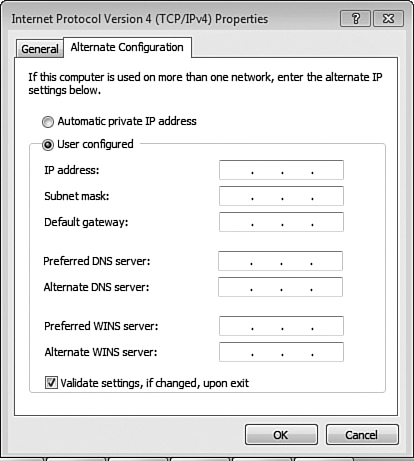 Internet Protocol Version 4 (TCP/IPv4) Properties
General
Alternate Configuration
If this computer is used on more than one network, enter the alternate IP
settings below.
Automatic private IP address
User configured
IP address:
. . .
Subnet mask:
. . .
Default gateway:
. . .
Preferred DNS server:
. . .
Alternate DNS server:
. . .
Preferred WINS server:
. . .
Alternate WINS server:
. . .
Validate settings, if changed, upon exit
OK
Cancel